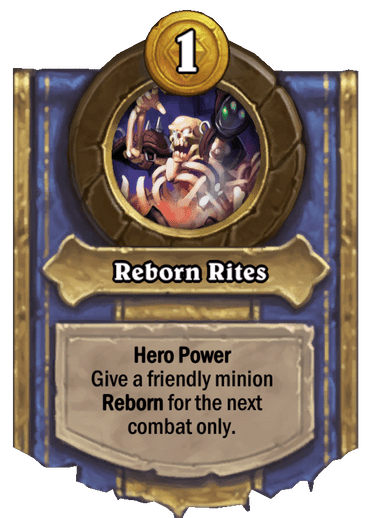 1
Reborn Rites
Hero Power
Give a friendly minion
Reborn for the next
combat only.